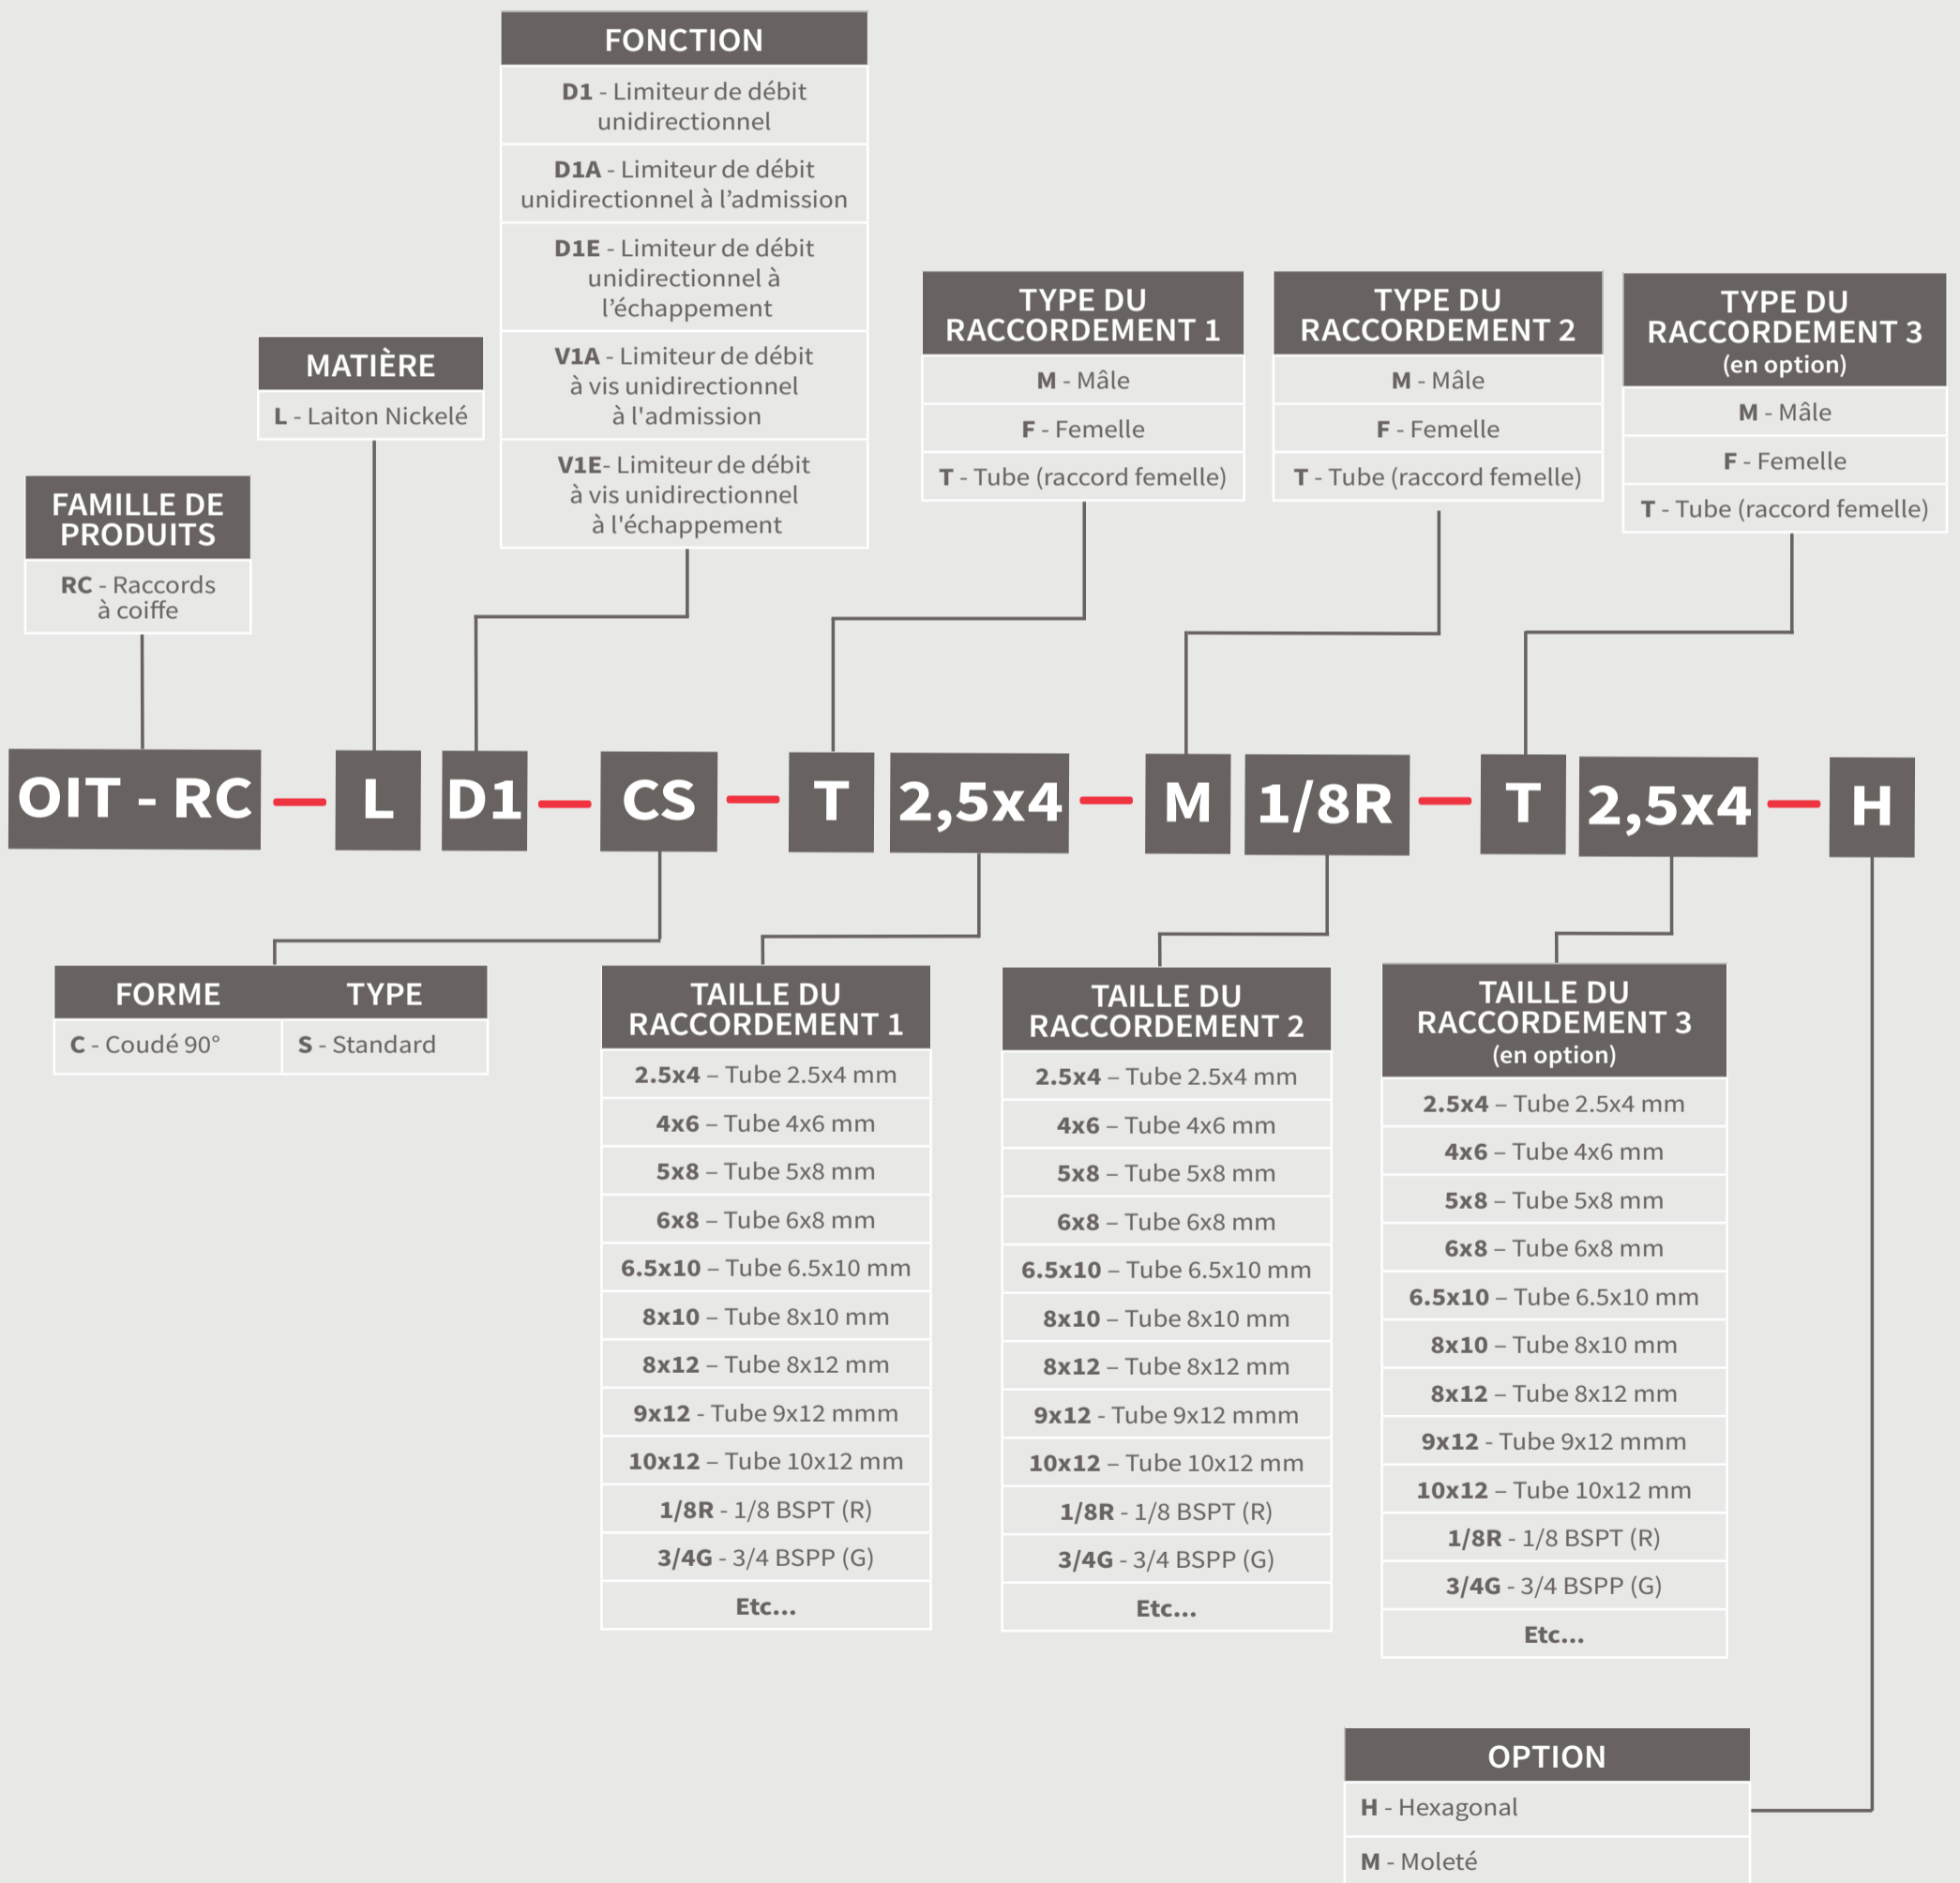 FONCTION
D1 - Limiteur de débit
unidirectionnel
D1A - Limiteur de débit
unidirectionnel à l’admission
D1E - Limiteur de débit
unidirectionnel à
l’échappement
V1A - Limiteur de débit
à vis unidirectionnel
à l'admission
V1E- Limiteur de débit
à vis unidirectionnel
à l'échappement
MATIÈRE
L - Laiton Nickelé
FAMILLE DE
PRODUITS
RC - Raccords
à coiffe
TYPE DU
RACCORDEMENT 1
M - Mâle
F - Femelle
T - Tube (raccord femelle)
TYPE DU
RACCORDEMENT 2
M - Mâle
F - Femelle
T - Tube (raccord femelle)
TYPE DU
RACCORDEMENT 3
(en option)
M - Mâle
F - Femelle
T - Tube (raccord femelle)
OIT - RC — L D1 — CS — T 2,5x4 — M 1/8R — T 2,5x4 — H
FORME TYPE
C - Coudé 90° S - Standard
TAILLE DU
RACCORDEMENT 1
2.5x4 – Tube 2.5x4 mm
4x6 – Tube 4x6 mm
5x8 – Tube 5x8 mm
6x8 – Tube 6x8 mm
6.5x10 – Tube 6.5x10 mm
8x10 – Tube 8x10 mm
8x12 – Tube 8x12 mm
9x12 - Tube 9x12 mmm
10x12 – Tube 10x12 mm
1/8R - 1/8 BSPT (R)
3/4G - 3/4 BSPP (G)
Etc...
TAILLE DU
RACCORDEMENT 2
2.5x4 – Tube 2.5x4 mm
4x6 – Tube 4x6 mm
5x8 – Tube 5x8 mm
6x8 – Tube 6x8 mm
6.5x10 – Tube 6.5x10 mm
8x10 – Tube 8x10 mm
8x12 – Tube 8x12 mm
9x12 - Tube 9x12 mmm
10x12 – Tube 10x12 mm
1/8R - 1/8 BSPT (R)
3/4G - 3/4 BSPP (G)
Etc...
TAILLE DU
RACCORDEMENT 3
(en option)
2.5x4 – Tube 2.5x4 mm
4x6 – Tube 4x6 mm
5x8 – Tube 5x8 mm
6x8 – Tube 6x8 mm
6.5x10 – Tube 6.5x10 mm
8x10 – Tube 8x10 mm
8x12 – Tube 8x12 mm
9x12 - Tube 9x12 mmm
10x12 – Tube 10x12 mm
1/8R - 1/8 BSPT (R)
3/4G - 3/4 BSPP (G)
Etc...
OPTION
H - Hexagonal
M - Moleté